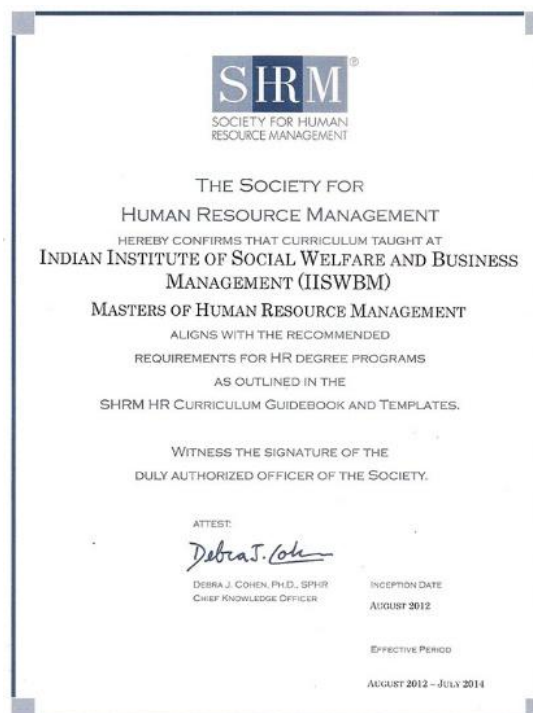 SHRM®
SOCIETY FOR HUMAN
RESOURCE MANAGEMENT
THE SOCIETY FOR
HUMAN RESOURCE MANAGEMENT
HEREBY CONFIRMS THAT CURRICULUM TAUGHT AT
INDIAN INSTITUTE OF SOCIAL WELFARE AND BUSINESS
MANAGEMENT (IISWBM)
MASTERS OF HUMAN RESOURCE MANAGEMENT
ALIGNS WITH THE RECOMMENDED
REQUIREMENTS FOR HR DEGREE PROGRAMS
AS OUTLINED IN THE
SHRM HR CURRICULUM GUIDEBOOK AND TEMPLATES.
WITNESS THE SIGNATURE OF THE
DULY AUTHORIZED OFFICER OF THE SOCIETY.
ATTEST:
Debra J. Cohen
DEBRA J. COHEN, PH.D., SPHR
CHIEF KNOWLEDGE OFFICER
INCEPTION DATE
AUGUST 2012
EFFECTIVE PERIOD
AUGUST 2012 – JULY 2014